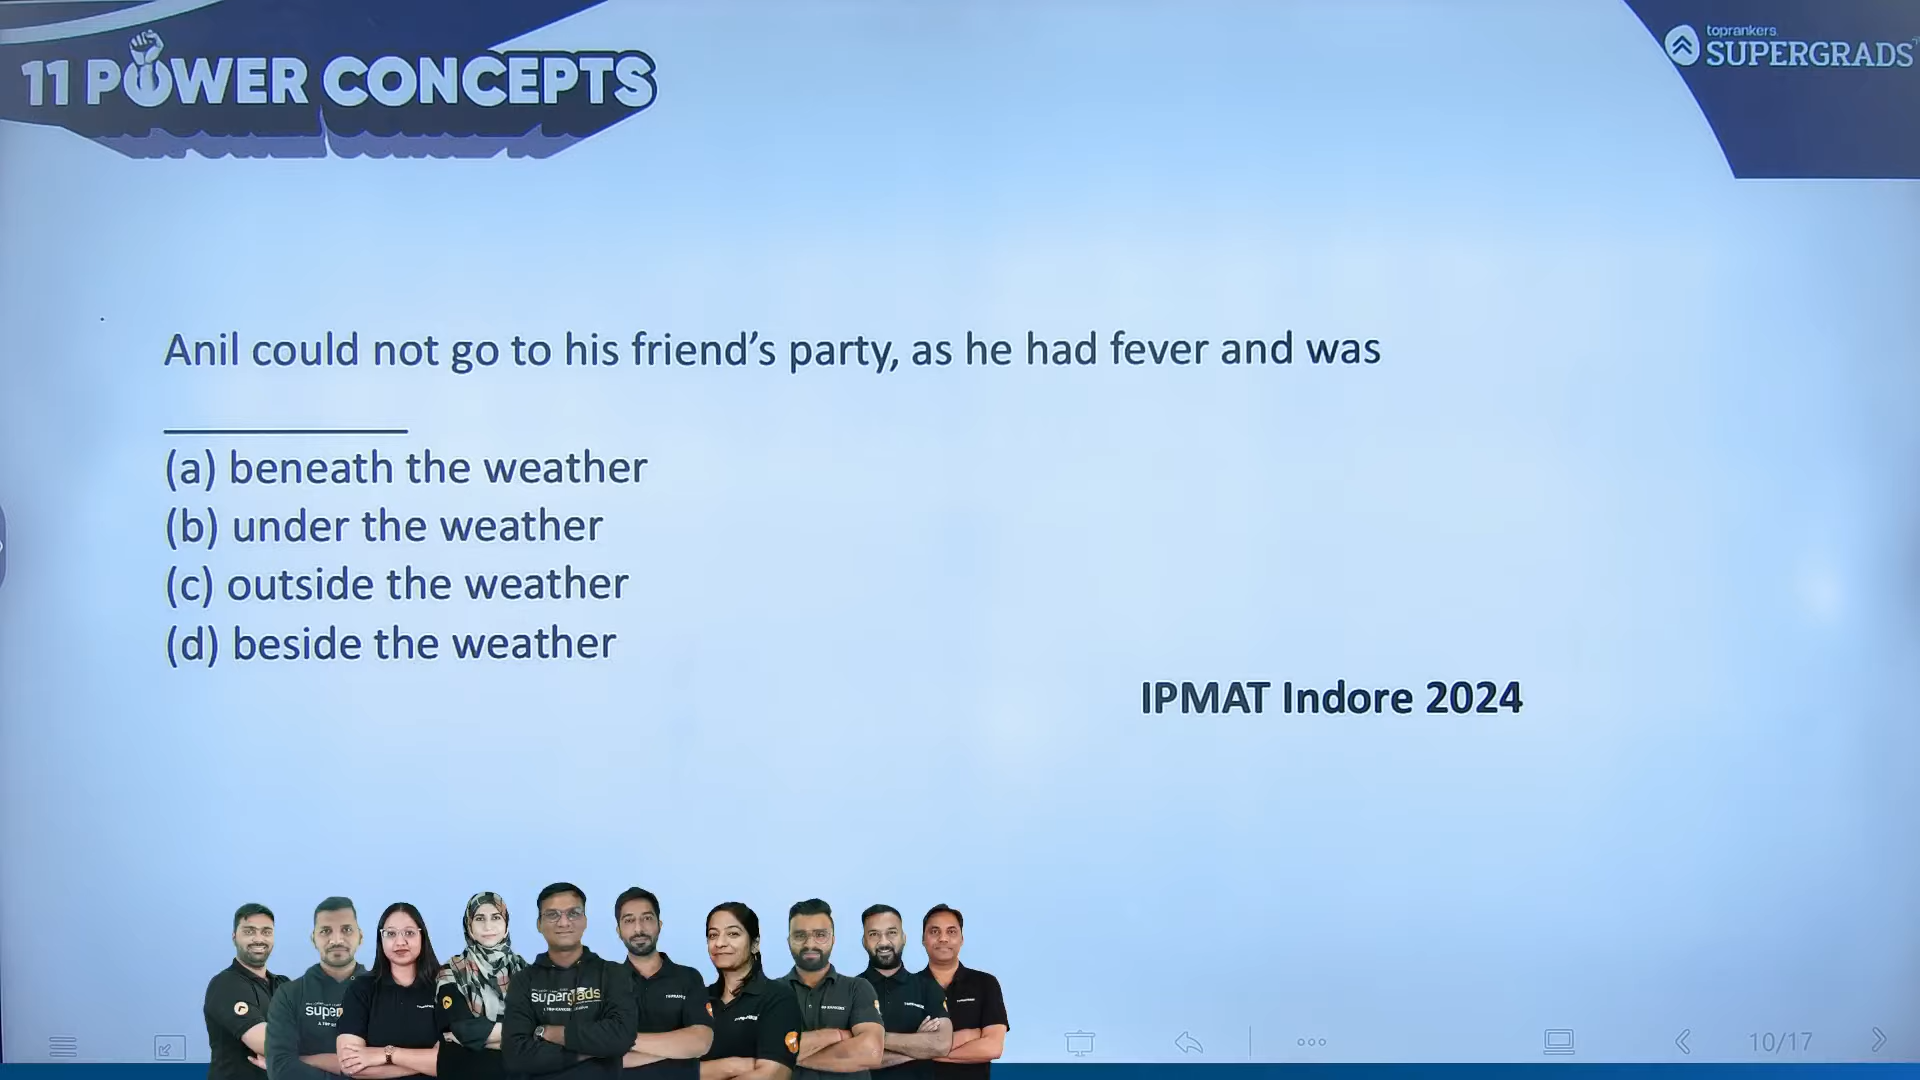 11 POWER CONCEPTS
toprankers
SUPERGRADS
Anil could not go to his friend’s party, as he had fever and was
____________
(a) beneath the weather
(b) under the weather
(c) outside the weather
(d) beside the weather
IPMAT Indore 2024
supergrads
10/17